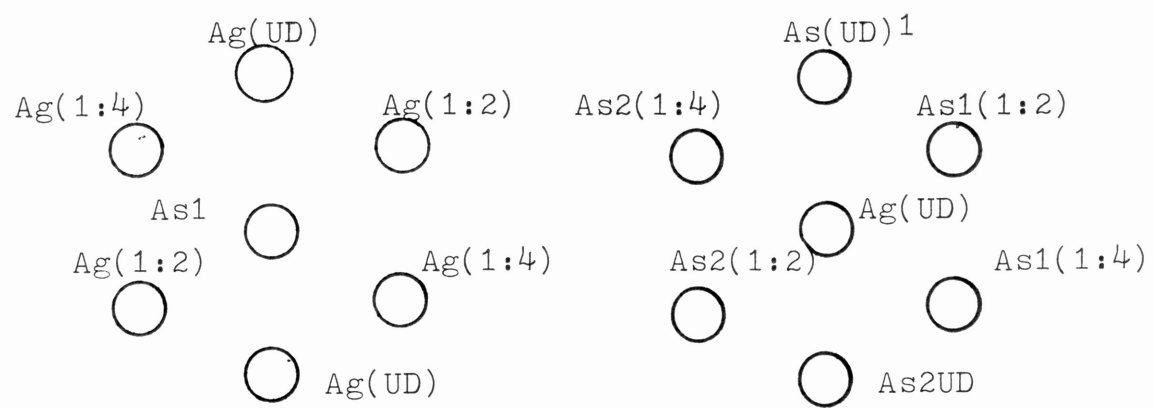 Ag(UD)
As(UD)1
Ag(1:4)
Ag(1:2)
As2(1:4)
As1(1:2)
As1
Ag(UD)
Ag(1:2)
Ag(1:4)
As2(1:2)
As1(1:4)
Ag(UD)
As2UD